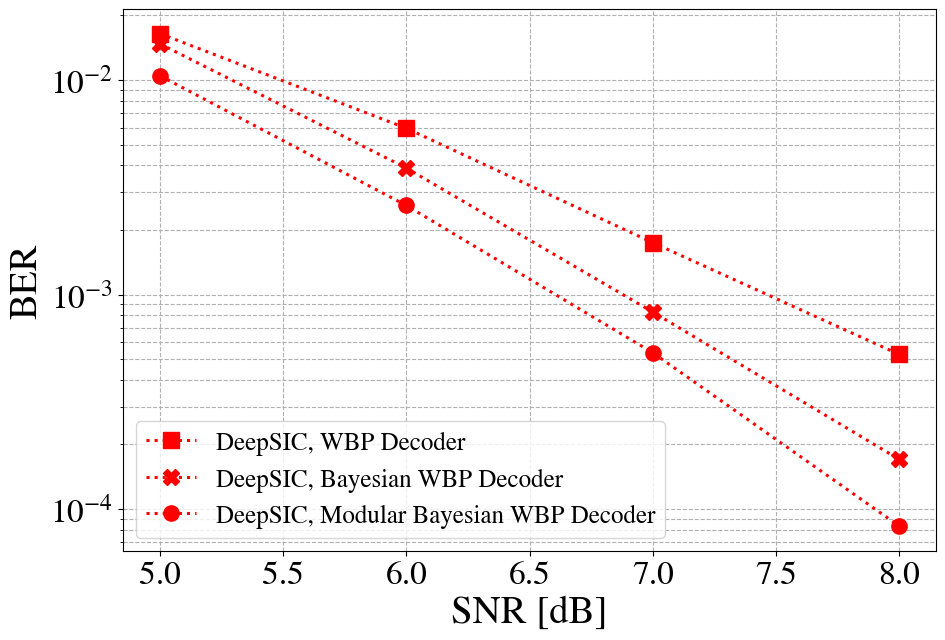 BER
10⁻²
10⁻³
10⁻⁴
DeepSIC, WBP Decoder
DeepSIC, Bayesian WBP Decoder
DeepSIC, Modular Bayesian WBP Decoder
5.0 5.5 6.0 6.5 7.0 7.5 8.0
SNR [dB]